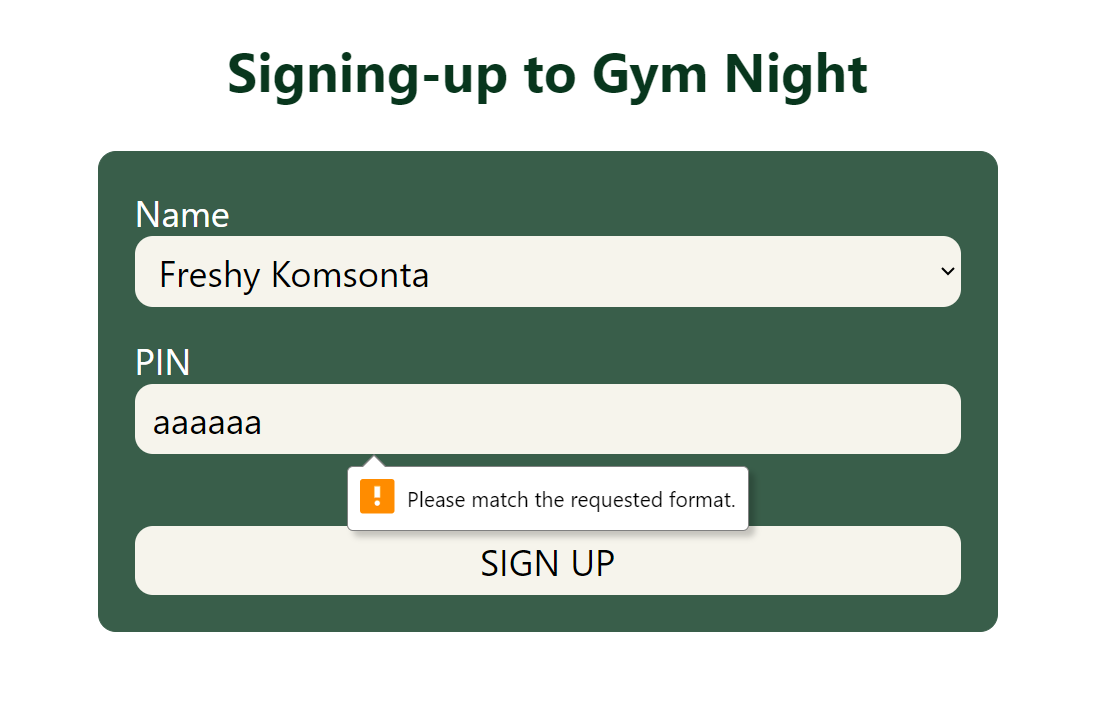 Signing-up to Gym Night
Name
Freshy Komsonta
PIN
aaaaaa
Please match the requested format.
SIGN UP